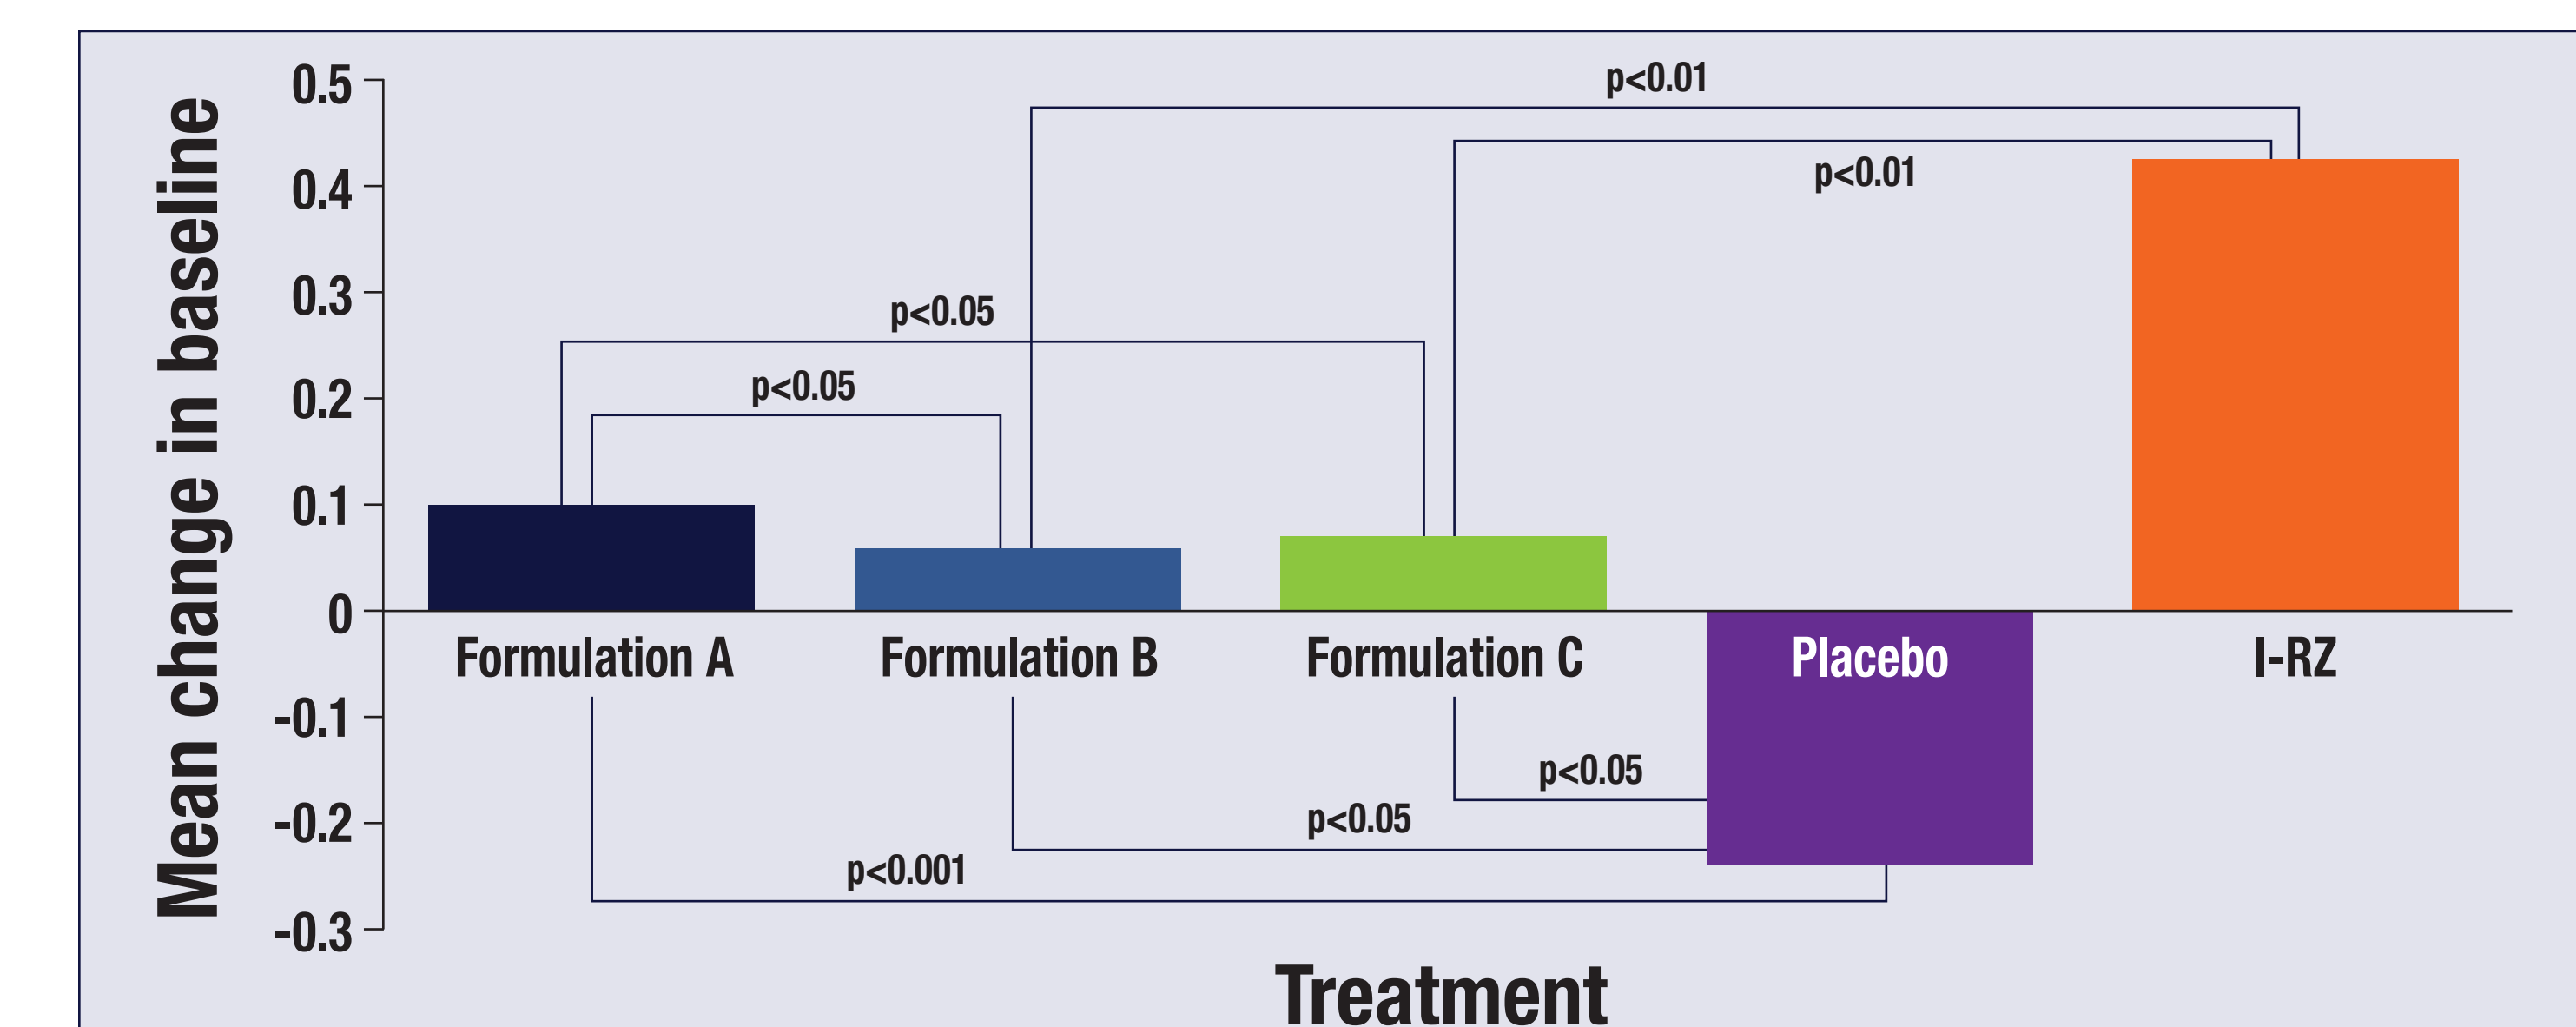 Mean change in baseline
0.5
0.4
0.3
0.2
0.1
0
-0.1
-0.2
-0.3
p<0.01
p<0.01
p<0.05
p<0.05
Formulation A
Formulation B
Formulation C
Placebo
I-RZ
p<0.05
p<0.05
p<0.001
Treatment